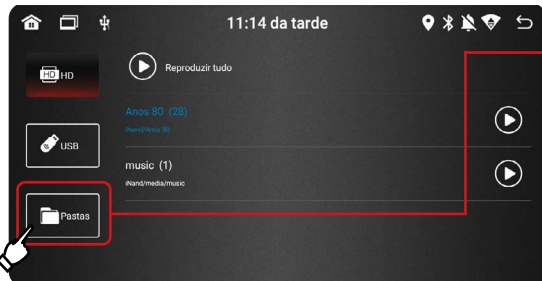 11:14 da tarde
HD HD
Reproduzir tudo
Anos 80 (28)
iNand/Anos 80
USB
music (1)
iNand/media/music
Pastas